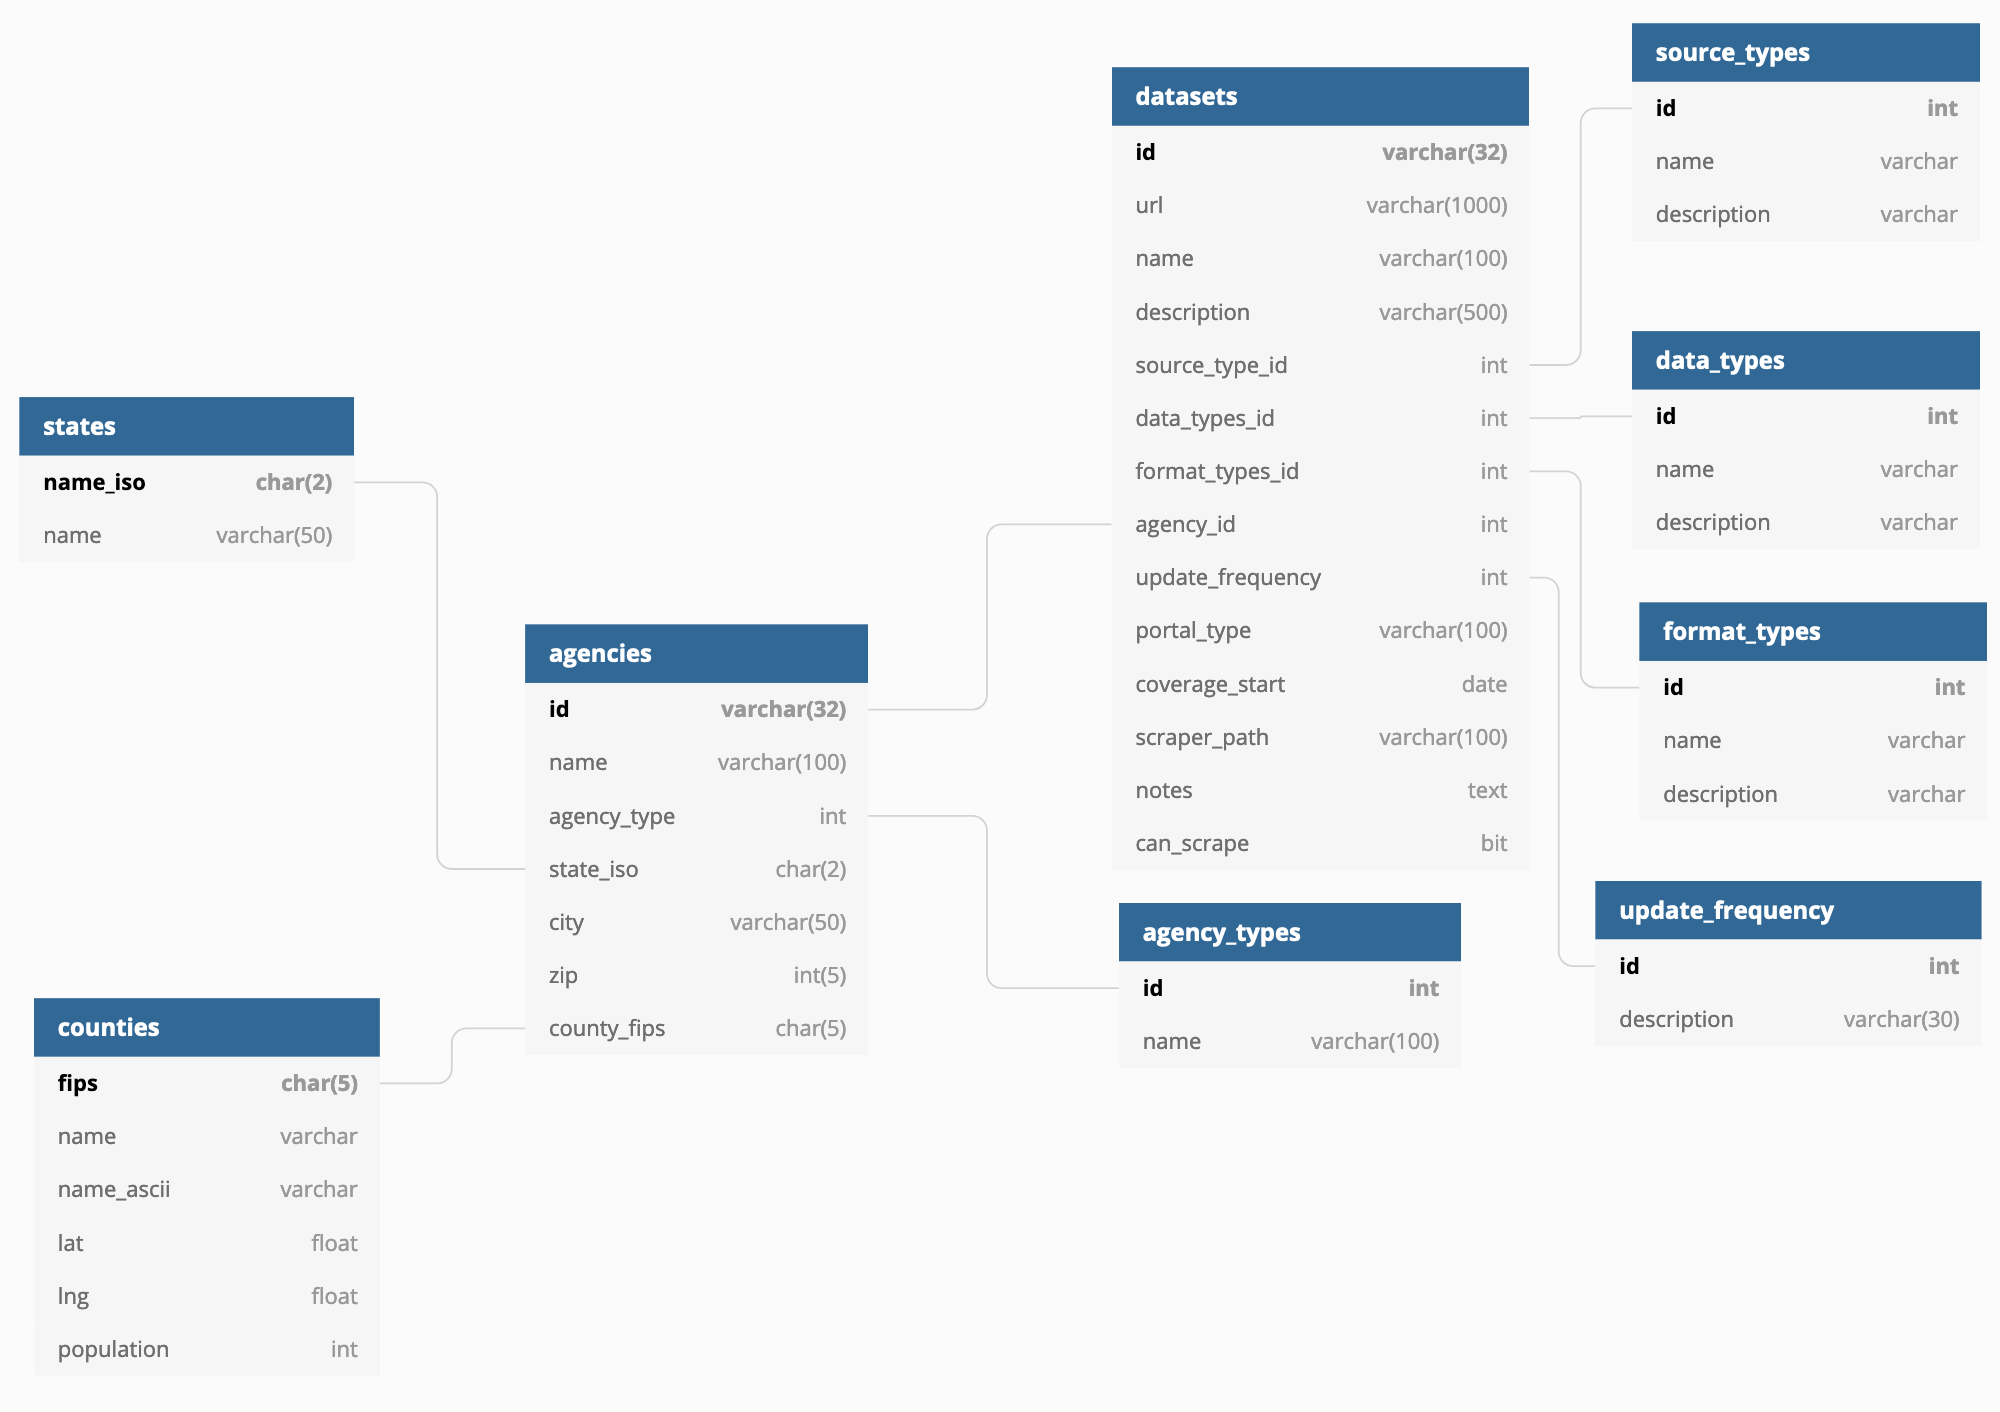 states
name_iso char(2)
name varchar(50)
counties
fips char(5)
name varchar
name_ascii varchar
lat float
lng float
population int
agencies
id varchar(32)
name varchar(100)
agency_type int
state_iso char(2)
city varchar(50)
zip int(5)
county_fips char(5)
datasets
id varchar(32)
url varchar(1000)
name varchar(100)
description varchar(500)
source_type_id int
data_types_id int
format_types_id int
agency_id int
update_frequency int
portal_type varchar(100)
coverage_start date
scraper_path varchar(100)
notes text
can_scrape bit
agency_types
id int
name varchar(100)
source_types
id int
name varchar
description varchar
data_types
id int
name varchar
description varchar
format_types
id int
name varchar
description varchar
update_frequency
id int
description varchar(30)